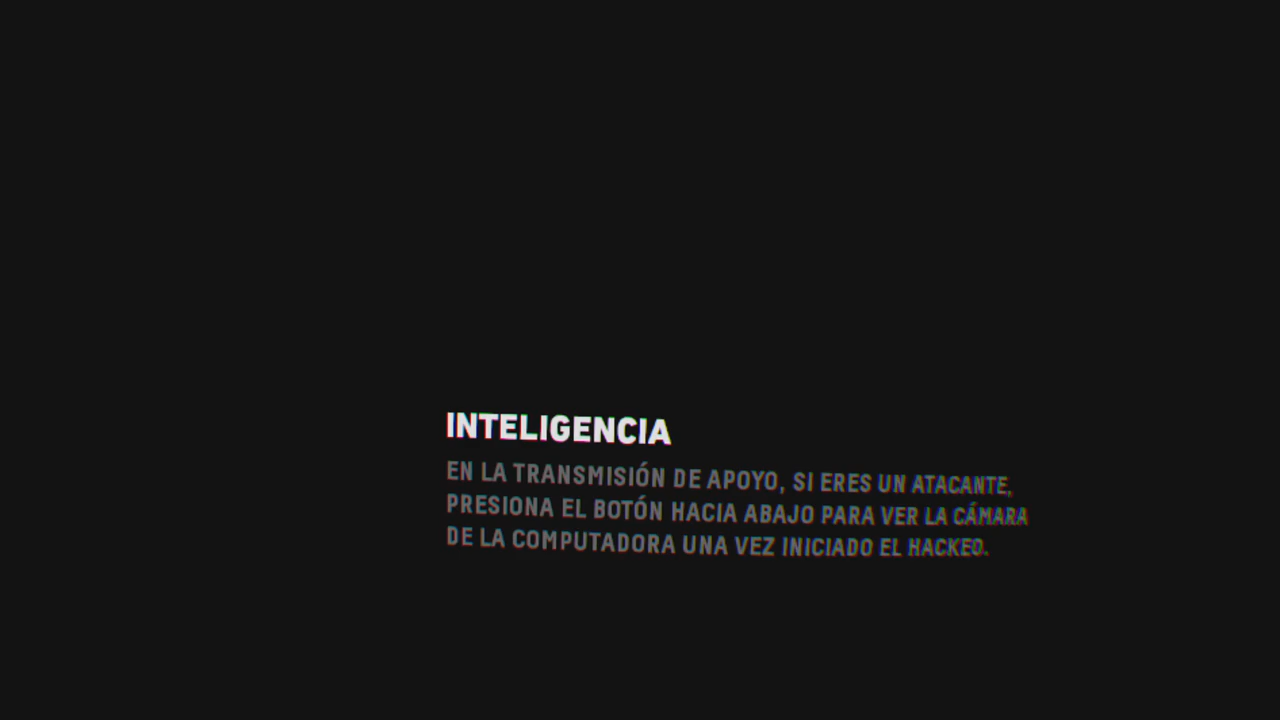 INTELIGENCIA
EN LA TRANSMISIÓN DE APOYO, SI ERES UN ATACANTE,
PRESIONA EL BOTÓN HACIA ABAJO PARA VER LA CÁMARA
DE LA COMPUTADORA UNA VEZ INICIADO EL HACKEO.